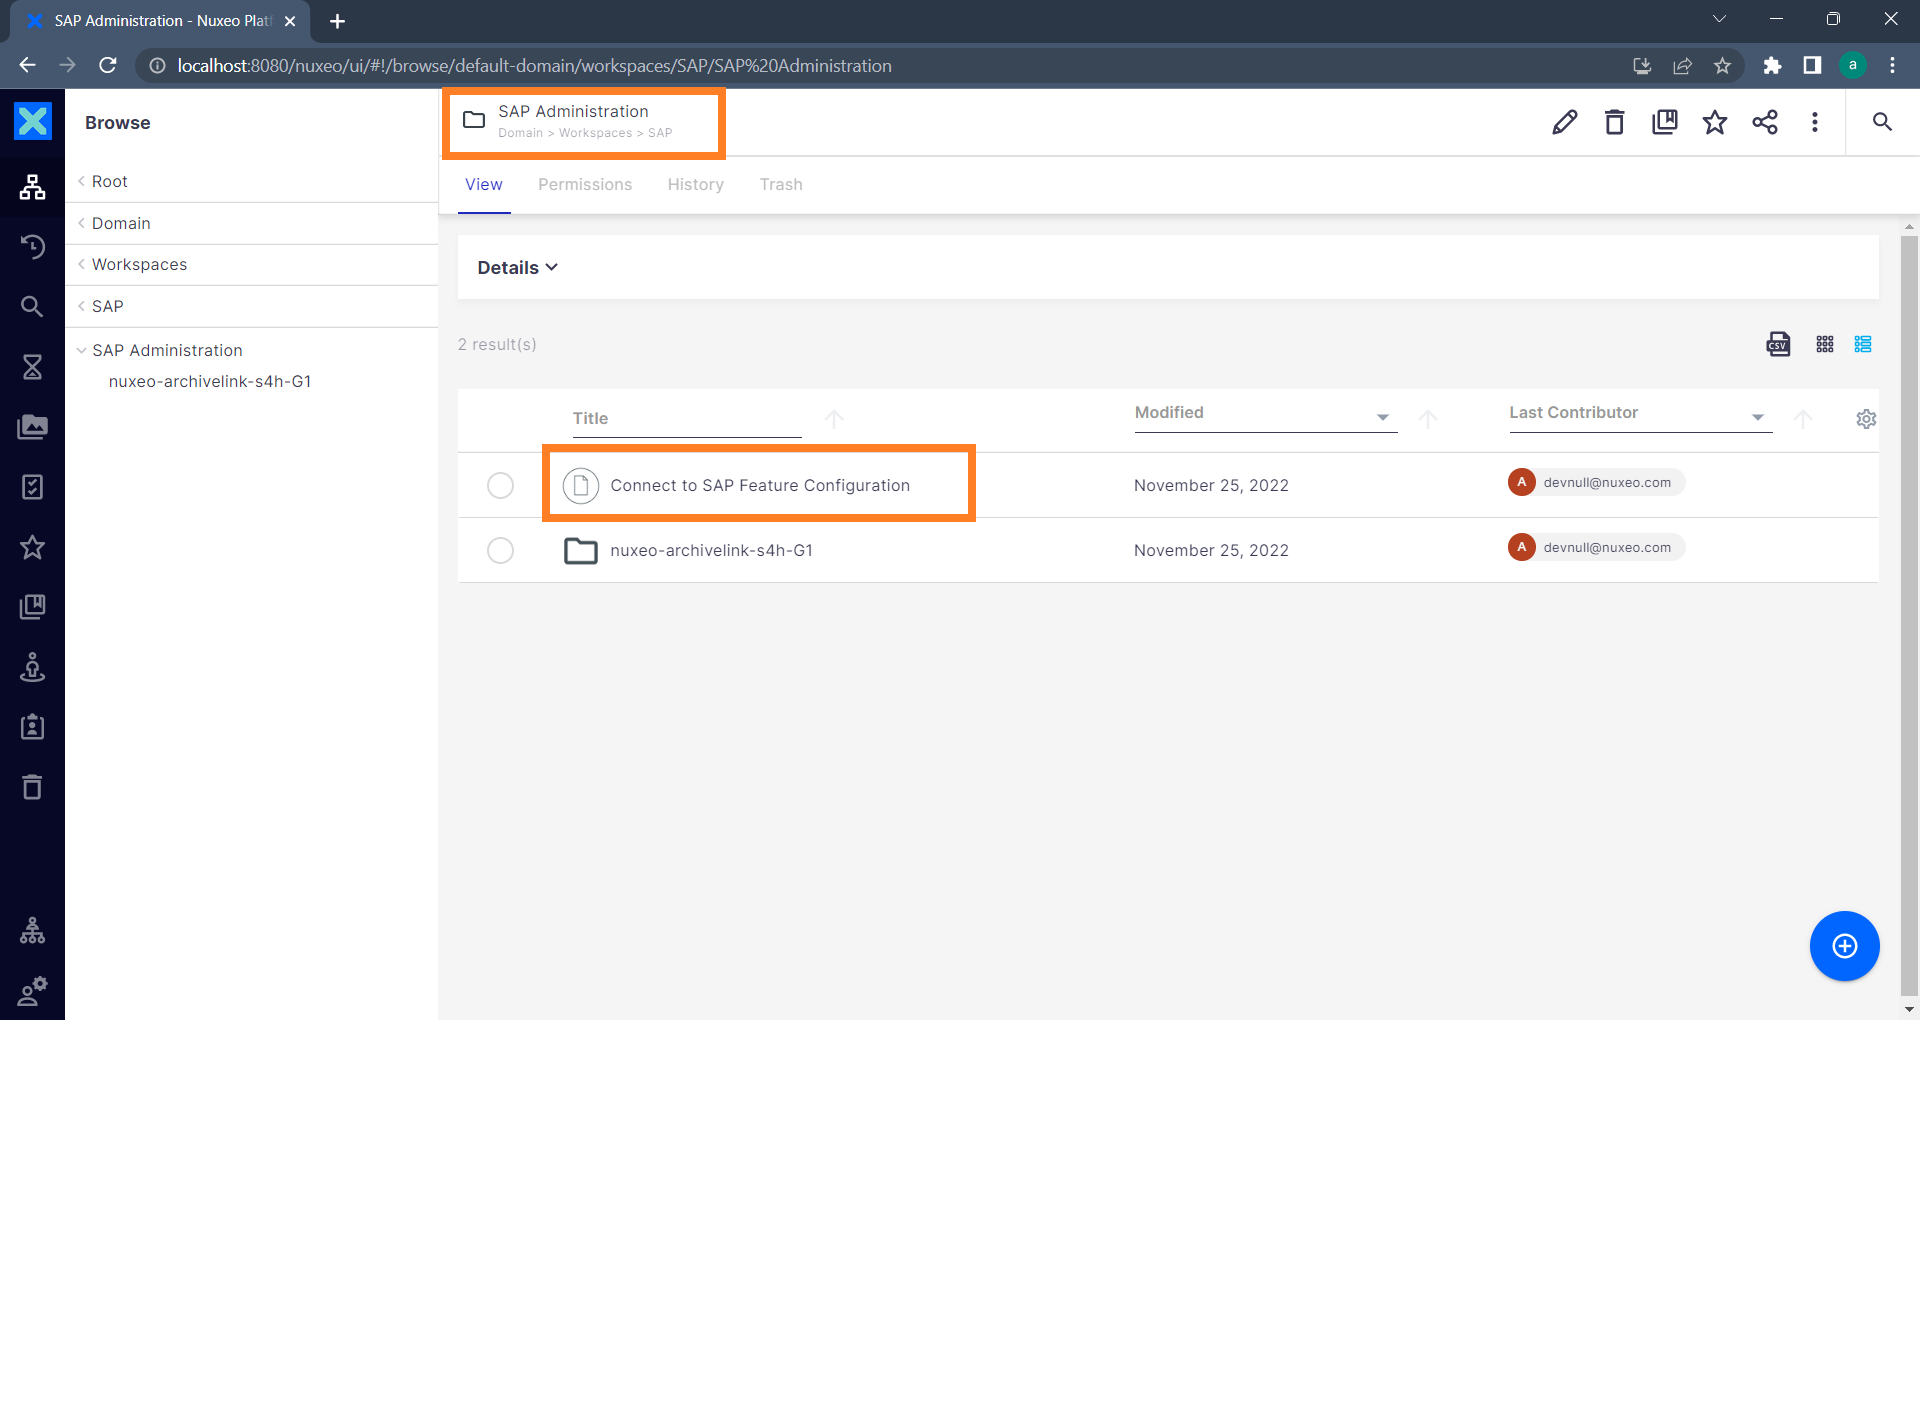 SAP Administration - Nuxeo Platf
localhost:8080/nuxeo/ui/#!/browse/default-domain/workspaces/SAP/SAP%20Administration
a
Browse
Root
Domain
Workspaces
SAP
SAP Administration
nuxeo-archivelink-s4h-G1
SAP Administration
Domain > Workspaces > SAP
View Permissions History Trash
Details
2 result(s)
CSV
Title Modified Last Contributor
Connect to SAP Feature Configuration November 25, 2022 A devnull@nuxeo.com
nuxeo-archivelink-s4h-G1 November 25, 2022 A devnull@nuxeo.com